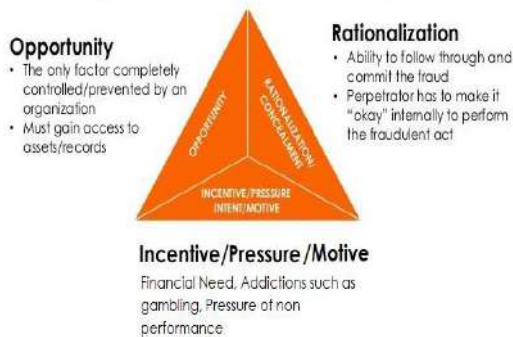 Opportunity
• The only factor completely
controlled/prevented by an
organization
• Must gain access to
assets/records
Rationalization
• Ability to follow through and
commit the fraud
• Perpetrator has to make it
"okay" internally to perform
the fraudulent act
OPPORTUNITY
RATIONALIZATION/
CONCEALMENT
INCENTIVE/PRESSURE
INTENT/MOTIVE
Incentive/Pressure/Motive
Financial Need, Addictions such as
gambling, Pressure of non
performance